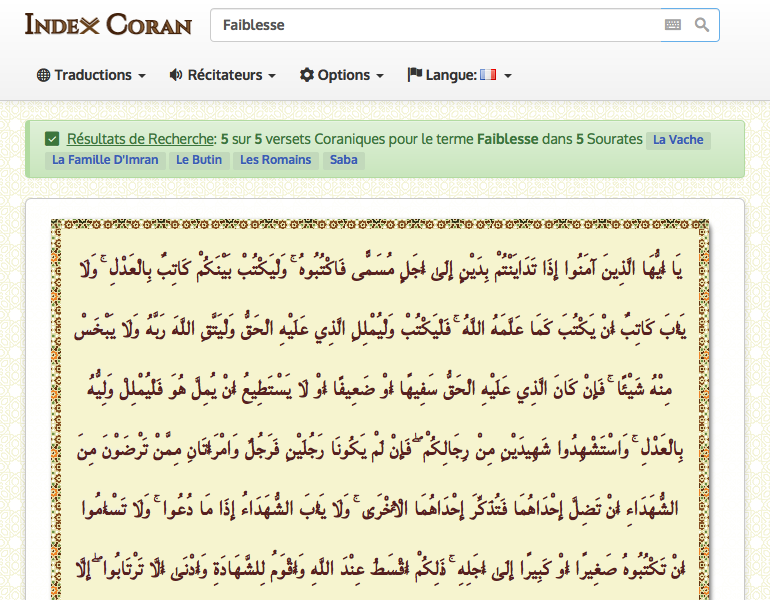 INDEX CORAN
Faiblesse
Traductions Récitateurs Options Langue:
Résultats de Recherche: 5 sur 5 versets Coraniques pour le terme Faiblesse dans 5 Sourates La Vache
La Famille D'Imran Le Butin Les Romains Saba
يَا أَيُّهَا الَّذِينَ آمَنُوا إِذَا تَدَايَنْتُمْ بِدَيْنٍ إِلَىٰ أَجَلٍ مُسَمًّى فَاكْتُبُوهُ ۚ وَلْيَكْتُبْ بَيْنَكُمْ كَاتِبٌ بِالْعَدْلِ ۚ وَلَا
يَأْبَ كَاتِبٌ أَنْ يَكْتُبَ كَمَا عَلَّمَهُ اللَّهُ ۚ فَلْيَكْتُبْ وَلْيُمْلِلِ الَّذِي عَلَيْهِ الْحَقُّ وَلْيَتَّقِ اللَّهَ رَبَّهُ وَلَا يَبْخَسْ
مِنْهُ شَيْئًا ۚ فَإِنْ كَانَ الَّذِي عَلَيْهِ الْحَقُّ سَفِيهًا أَوْ ضَعِيفًا أَوْ لَا يَسْتَطِيعُ أَنْ يُمِلَّ هُوَ فَلْيُمْلِلْ وَلِيُّهُ
بِالْعَدْلِ ۚ وَاسْتَشْهِدُوا شَهِيدَيْنِ مِنْ رِجَالِكُمْ ۖ فَإِنْ لَمْ يَكُونَا رَجُلَيْنِ فَرَجُلٌ وَامْرَأَتَانِ مِمَّنْ تَرْضَوْنَ مِنَ
الشُّهَدَاءِ أَنْ تَضِلَّ إِحْدَاهُمَا فَتُذَكِّرَ إِحْدَاهُمَا الْأُخْرَىٰ ۚ وَلَا يَأْبَ الشُّهَدَاءُ إِذَا مَا دُعُوا ۚ وَلَا تَسْأَمُوا
أَنْ تَكْتُبُوهُ صَغِيرًا أَوْ كَبِيرًا إِلَىٰ أَجَلِهِ ۚ ذَٰلِكُمْ أَقْسَطُ عِنْدَ اللَّهِ وَأَقْوَمُ لِلشَّهَادَةِ وَأَدْنَىٰ أَلَّا تَرْتَابُوا ۖ إِلَّا